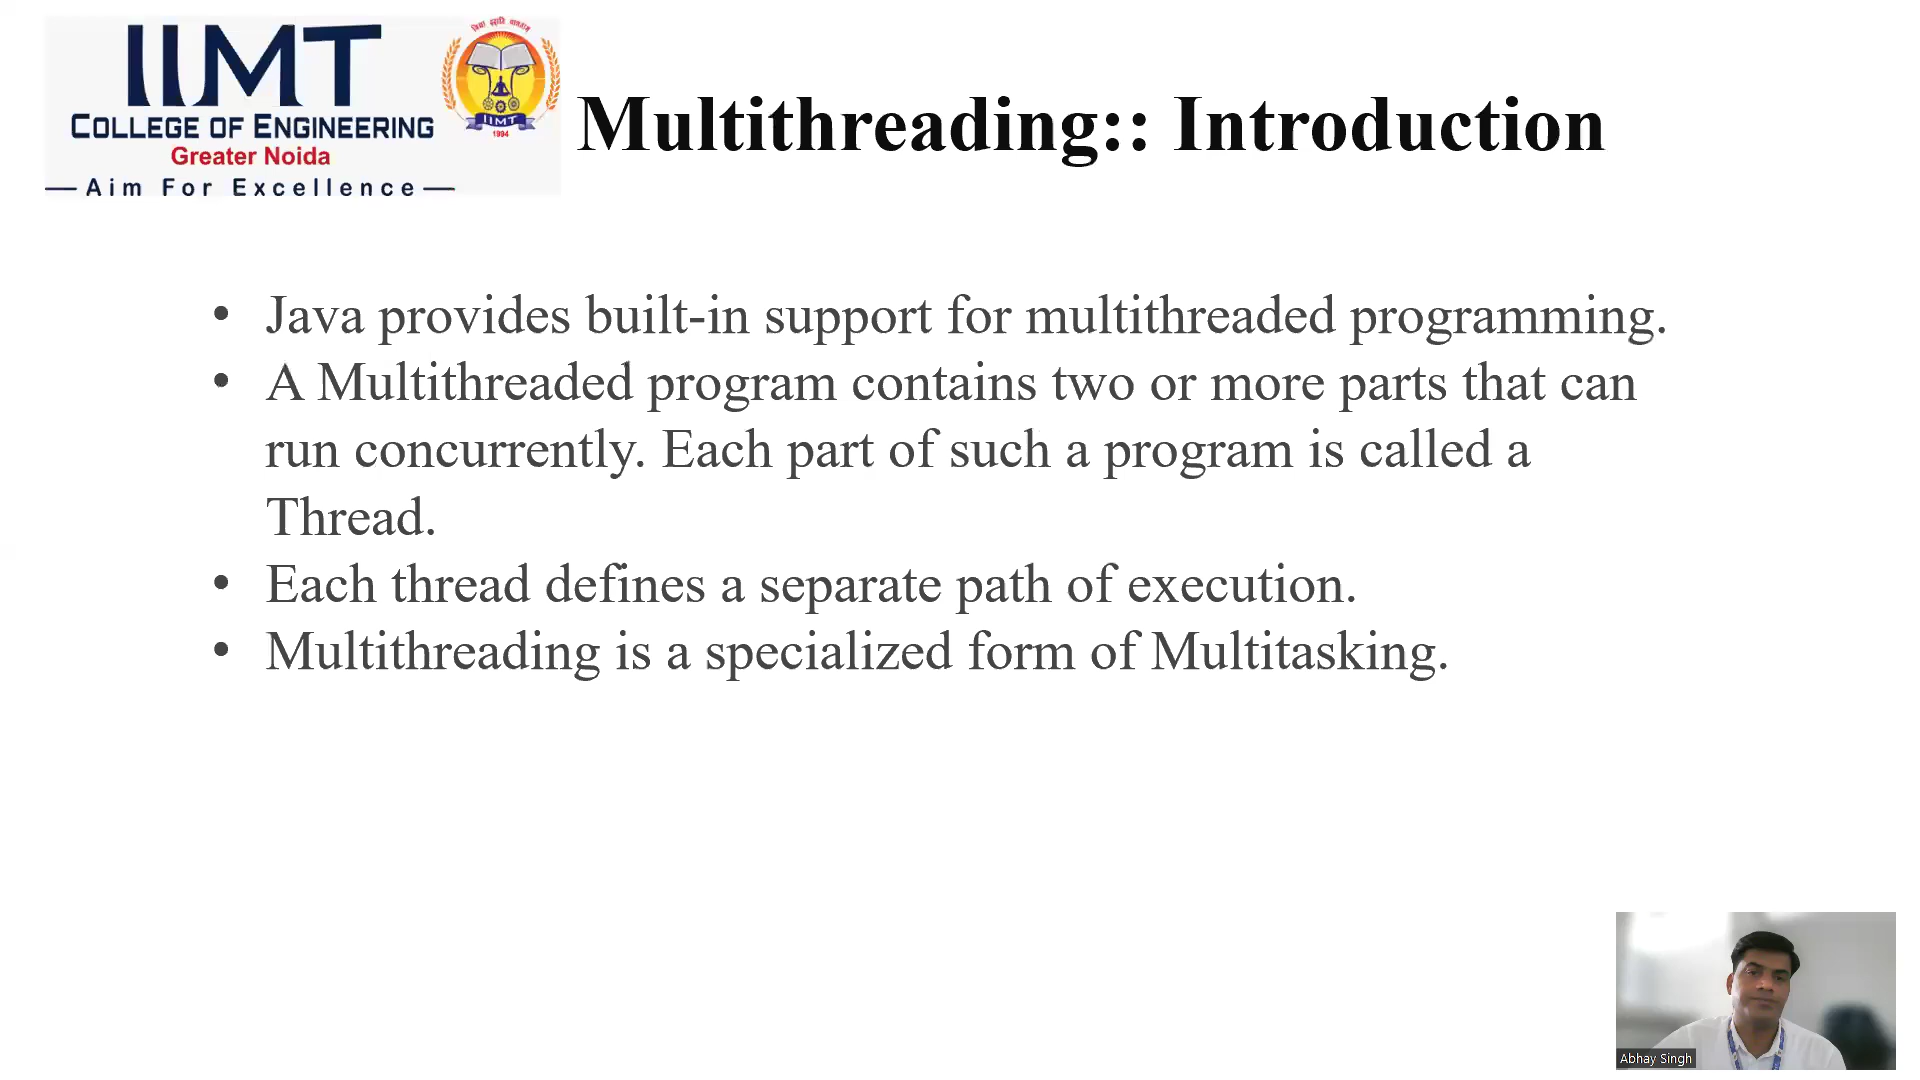 IIMT
COLLEGE OF ENGINEERING
Greater Noida
Aim For Excellence
विद्या ददाति
IIMT
1994
Multithreading:: Introduction
• Java provides built-in support for multithreaded programming.
• A Multithreaded program contains two or more parts that can
run concurrently. Each part of such a program is called a
Thread.
• Each thread defines a separate path of execution.
• Multithreading is a specialized form of Multitasking.
Abhay Singh